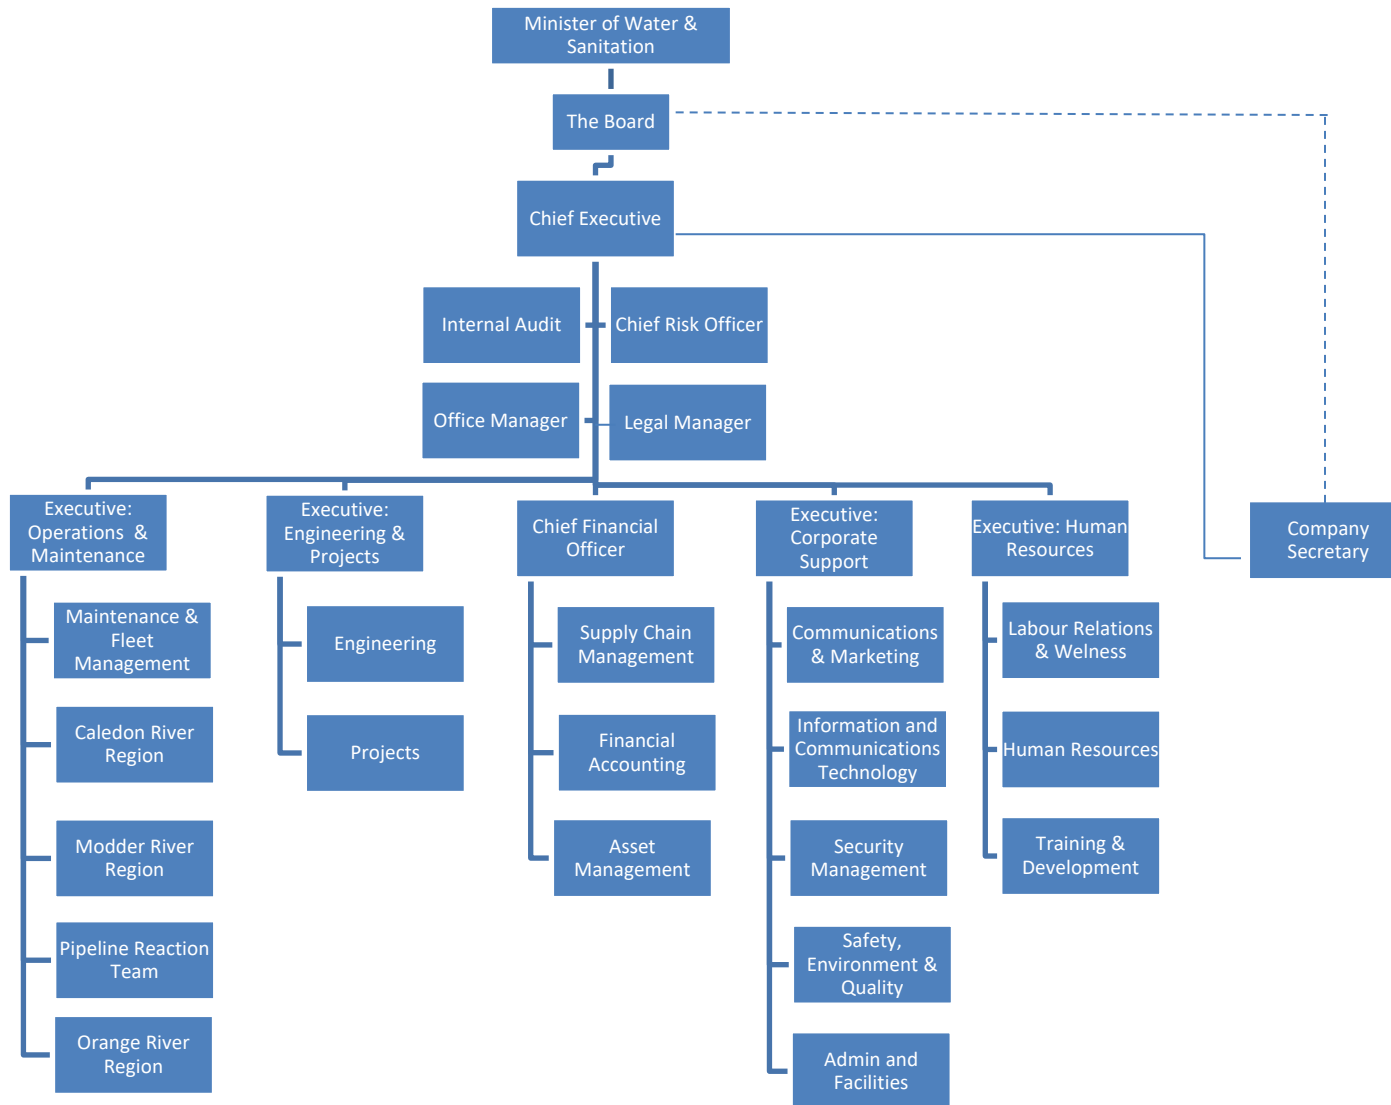 Minister of Water &
Sanitation
The Board
Chief Executive
Internal Audit
Chief Risk Officer
Office Manager
Legal Manager
Executive:
Operations & 
Maintenance
Executive:
Engineering &
Projects
Chief Financial
Officer
Executive:
Corporate
Support
Executive: Human
Resources
Company
Secretary
Maintenance &
Fleet
Management
Caledon River
Region
Modder River
Region
Pipeline Reaction
Team
Orange River
Region
Engineering
Projects
Supply Chain
Management
Financial
Accounting
Asset
Management
Communications
& Marketing
Information and
Communications
Technology
Security
Management
Safety,
Environment &
Quality
Admin and
Facilities
Labour Relations
& Welness
Human Resources
Training &
Development